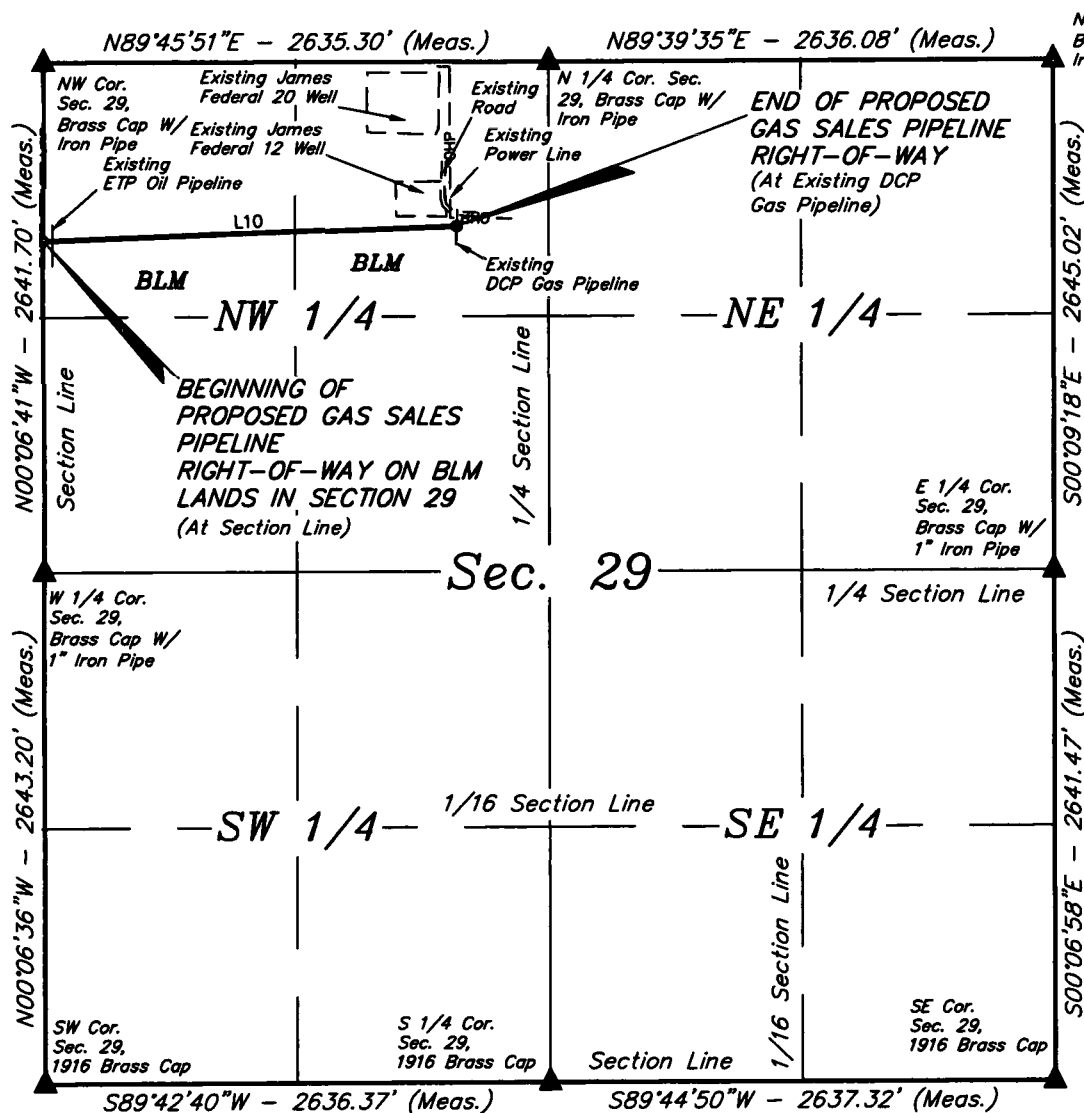 N89°45'51"E - 2635.30' (Meas.)
N89°39'35"E - 2636.08' (Meas.)
NW Cor.
Sec. 29,
Brass Cap W/
Iron Pipe
Existing James
Federal 20 Well
Existing James
Federal 12 Well
Existing
ETP Oil Pipeline
Existing
Road
Existing
Power Line
N 1/4 Cor. Sec.
29, Brass Cap W/
Iron Pipe
END OF PROPOSED
GAS SALES PIPELINE
RIGHT-OF-WAY
(At Existing DCP
Gas Pipeline)
L10
BLM
BLM
Existing
DCP Gas Pipeline
N00°06'41"W - 2641.70' (Meas.)
Section Line
NW 1/4
NE 1/4
S00°09'18"E - 2645.02' (Meas.)
BEGINNING OF
PROPOSED GAS SALES
PIPELINE
RIGHT-OF-WAY ON BLM
LANDS IN SECTION 29
(At Section Line)
1/4 Section Line
E 1/4 Cor.
Sec. 29,
Brass Cap W/
1" Iron Pipe
Sec. 29
1/4 Section Line
W 1/4 Cor.
Sec. 29,
Brass Cap W/
1" Iron Pipe
N00°06'36"W - 2643.20' (Meas.)
SW 1/4
1/16 Section Line
SE 1/4
1/16 Section Line
S00°06'58"E - 2641.47' (Meas.)
SW Cor.
Sec. 29,
1916 Brass Cap
S 1/4 Cor.
Sec. 29,
1916 Brass Cap
Section Line
SE Cor.
Sec. 29,
1916 Brass Cap
S89°42'40"W - 2636.37' (Meas.)
S89°44'50"W - 2637.32' (Meas.)